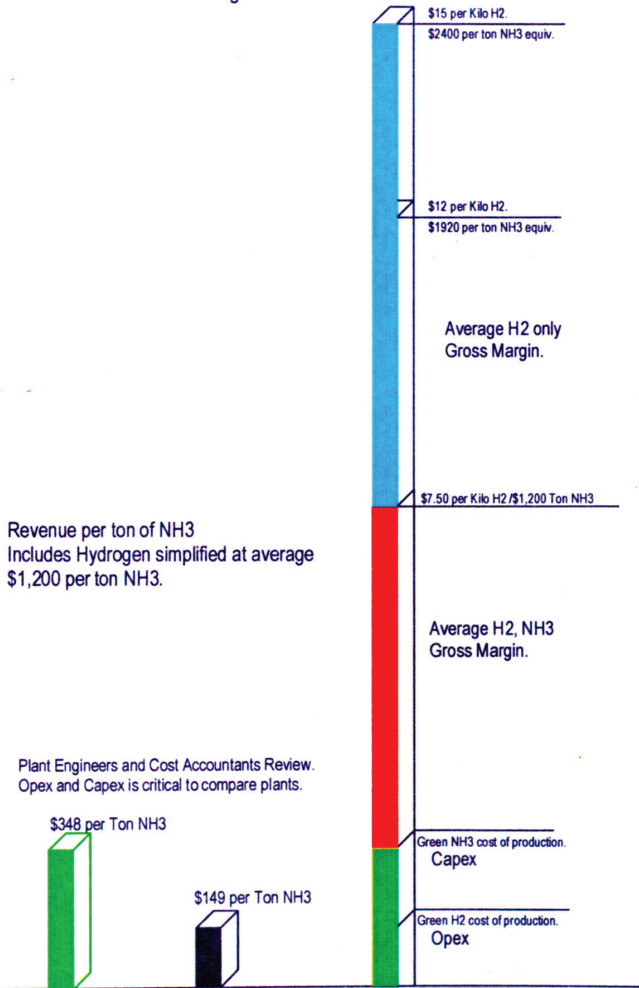 $15 per Kilo H2.
$2400 per ton NH3 equiv.
$12 per Kilo H2.
$1920 per ton NH3 equiv.
Average H2 only
Gross Margin.
$7.50 per Kilo H2 /$1,200 Ton NH3
Revenue per ton of NH3
Includes Hydrogen simplified at average
$1,200 per ton NH3.
Average H2, NH3
Gross Margin.
Plant Engineers and Cost Accountants Review.
Opex and Capex is critical to compare plants.
$348 per Ton NH3
Green NH3 cost of production.
Capex
$149 per Ton NH3
Green H2 cost of production.
Opex